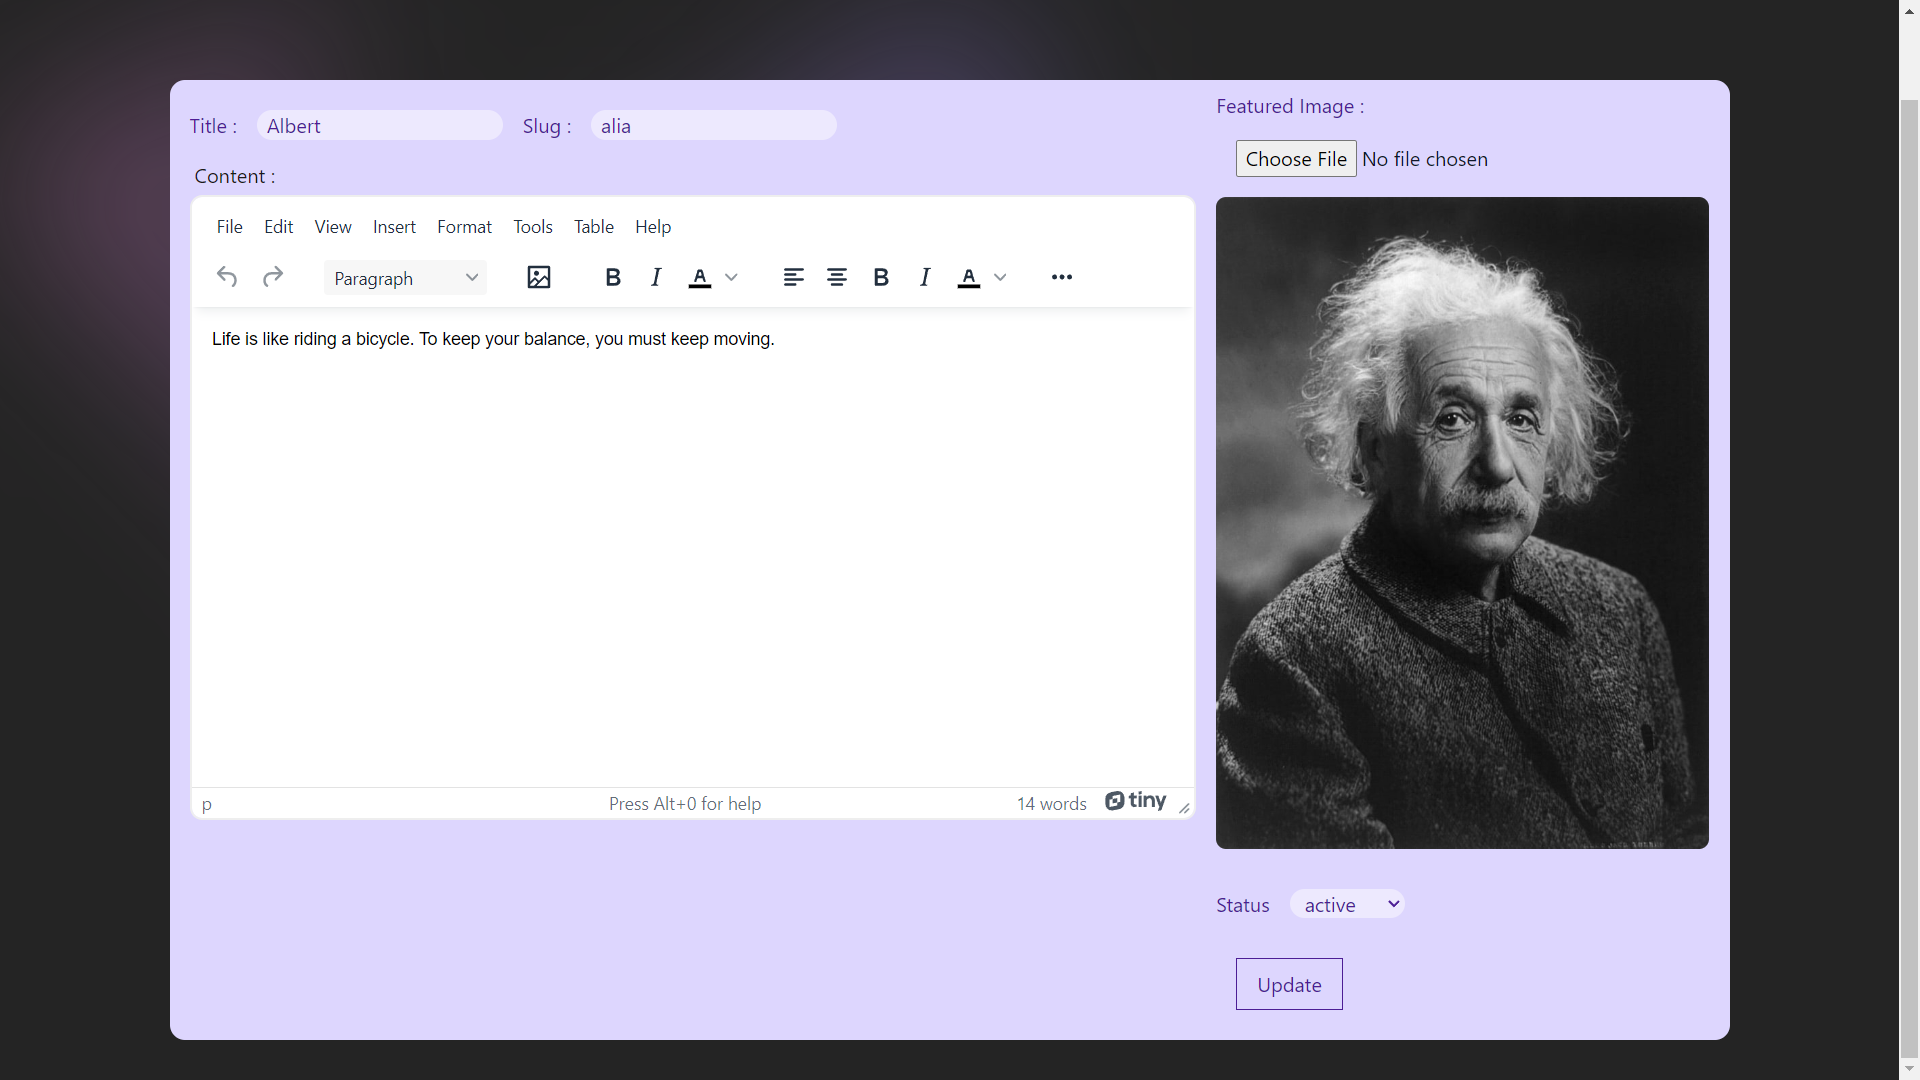 Title : Albert Slug : alia
Content :
File Edit View Insert Format Tools Table Help
Paragraph B I A B I A
Life is like riding a bicycle. To keep your balance, you must keep moving.
p Press Alt+0 for help 14 words tiny
Featured Image :
Choose File No file chosen
Status active
Update